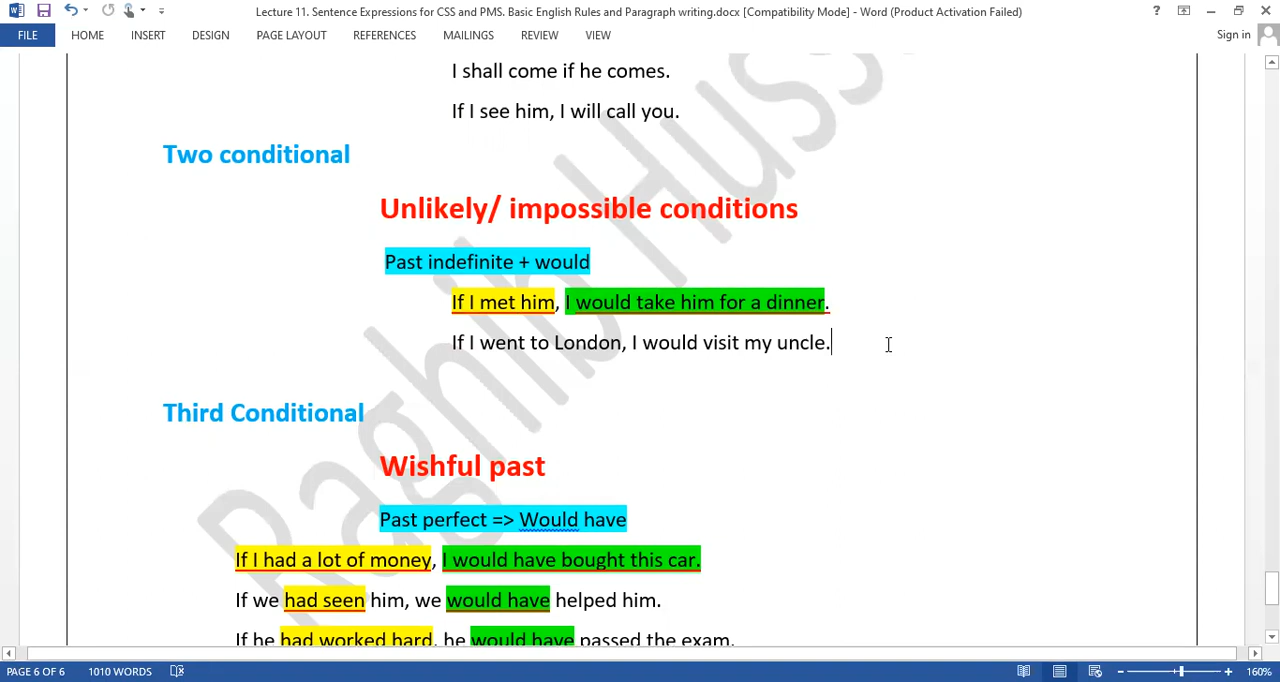 Lecture 11. Sentence Expressions for CSS and PMS. Basic English Rules and Paragraph writing.docx [Compatibility Mode] - Word (Product Activation Failed)
FILE HOME INSERT DESIGN PAGE LAYOUT REFERENCES MAILINGS REVIEW VIEW Sign in
I shall come if he comes.
If I see him, I will call you.
Two conditional
Unlikely/ impossible conditions
Past indefinite + would
If I met him, I would take him for a dinner.
If I went to London, I would visit my uncle.
Third Conditional
Wishful past
Past perfect => Would have
If I had a lot of money, I would have bought this car.
If we had seen him, we would have helped him.
If he had worked hard, he would have passed the exam.
Raghib Huss
PAGE 6 OF 6 1010 WORDS 160%